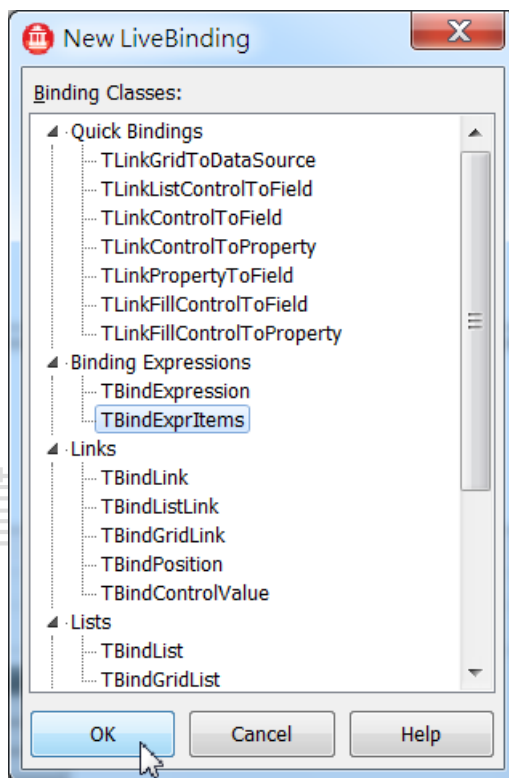 New LiveBinding
Binding Classes:
Quick Bindings
TLinkGridToDataSource
TLinkListControlToField
TLinkControlToField
TLinkControlToProperty
TLinkPropertyToField
TLinkFillControlToField
TLinkFillControlToProperty
Binding Expressions
TBindExpression
TBindExprItems
Links
TBindLink
TBindListLink
TBindGridLink
TBindPosition
TBindControlValue
Lists
TBindList
TBindGridList
OK Cancel Help